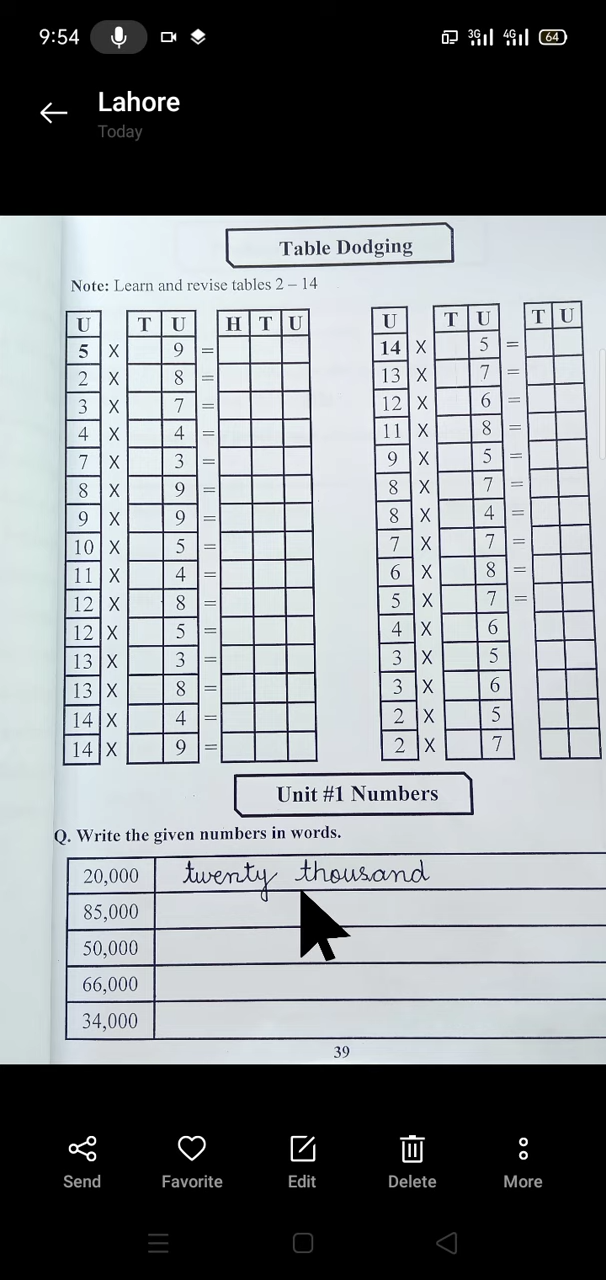 9:54
3G 4G 64
Lahore
Today
Table Dodging
Note: Learn and revise tables 2 – 14
U T U H T U U T U T U
5 X 9 = 14 X 5 =
2 X 8 = 13 X 7 =
3 X 7 = 12 X 6 =
4 X 4 = 11 X 8 =
7 X 3 = 9 X 5 =
8 X 9 = 8 X 7 =
9 X 9 = 8 X 4 =
10 X 5 = 7 X 7 =
11 X 4 = 6 X 8 =
12 X 8 = 5 X 7 =
12 X 5 = 4 X 6
13 X 3 = 3 X 5
13 X 8 = 3 X 6
14 X 4 = 2 X 5
14 X 9 = 2 X 7
Unit #1 Numbers
Q. Write the given numbers in words.
20,000 twenty thousand
85,000
50,000
66,000
34,000
39
Send Favorite Edit Delete More